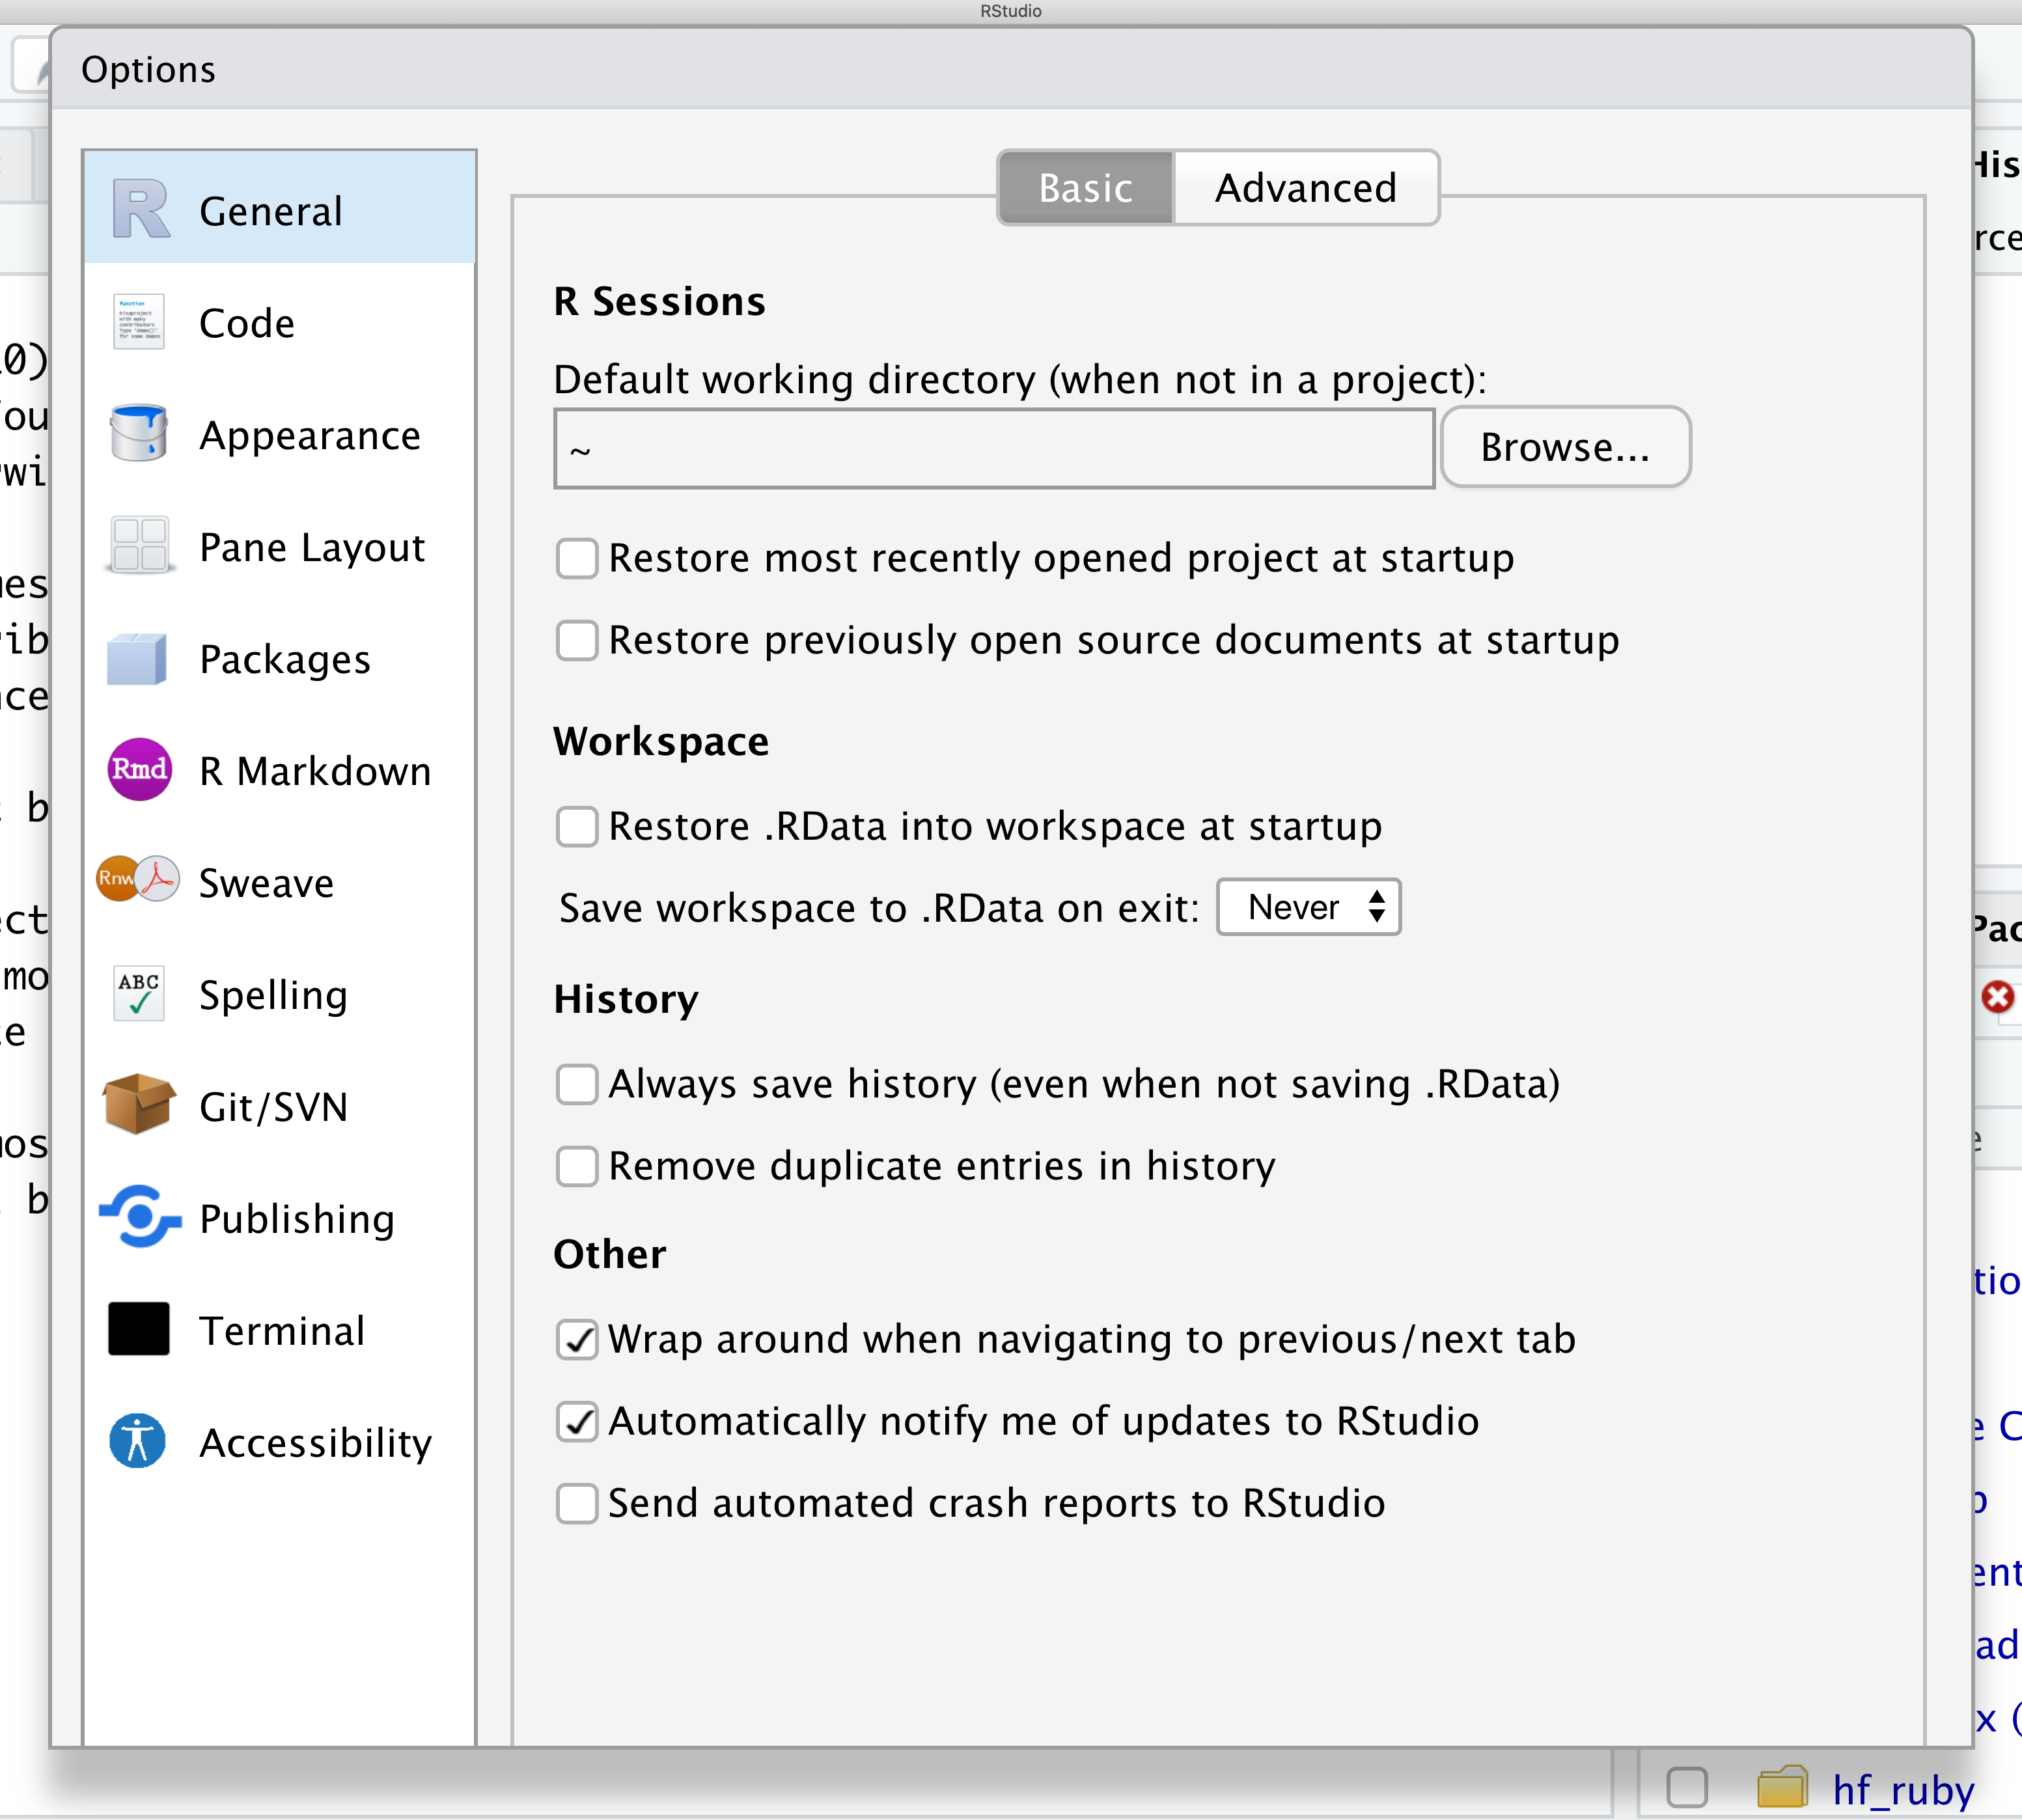 RStudio
Options
General
Code
Appearance
Pane Layout
Packages
Rmd
R Markdown
Rnw
Sweave
ABC
Spelling
Git/SVN
Publishing
Terminal
Accessibility
Basic
Advanced
R Sessions
Default working directory (when not in a project):
~
Browse...
Restore most recently opened project at startup
Restore previously open source documents at startup
Workspace
Restore .RData into workspace at startup
Save workspace to .RData on exit: Never
History
Always save history (even when not saving .RData)
Remove duplicate entries in history
Other
Wrap around when navigating to previous/next tab
Automatically notify me of updates to RStudio
Send automated crash reports to RStudio
hf_ruby